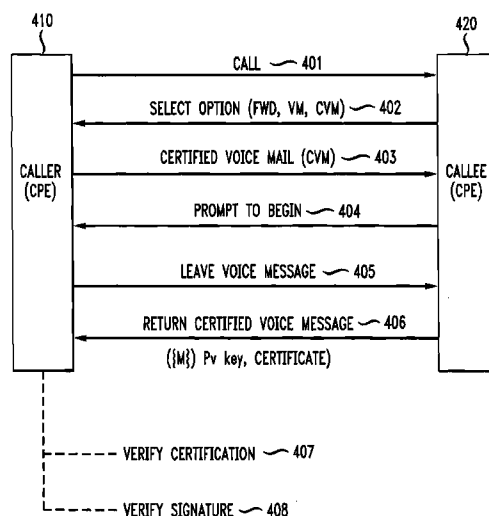 410
420
CALL 401
SELECT OPTION (FWD, VM, CVM) 402
CERTIFIED VOICE MAIL (CVM) 403
CALLER
(CPE)
CALLEE
(CPE)
PROMPT TO BEGIN 404
LEAVE VOICE MESSAGE 405
RETURN CERTIFIED VOICE MESSAGE 406
({M}) Pv key, CERTIFICATE)
VERIFY CERTIFICATION 407
VERIFY SIGNATURE 408